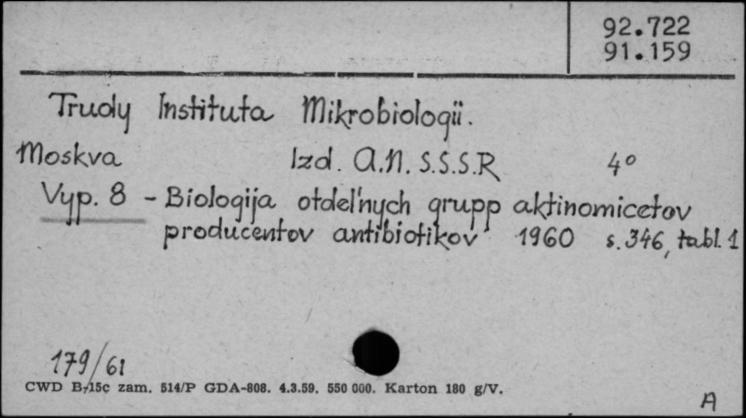 92.722
91.159
Trudy Instituta Mikrobiologii.
Moskva Izd. A.N. S.S.S.R 4°
Vyp. 8 - Biologija otdel'nych grupp aktinomicetov
producentov antibiotikov 1960 s. 346, tabl. 1
179/61
CWD B-15c zam. 514/P GDA-808. 4.3.59. 550 000. Karton 180 g/V.
A